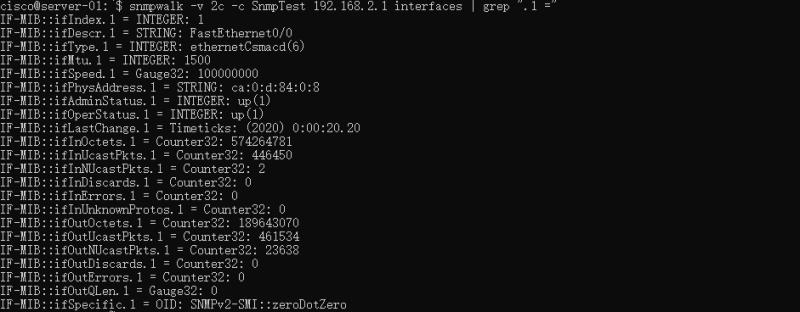 cisco@server-01:~$ snmpwalk -v 2c -c SnmpTest 192.168.2.1 interfaces | grep ".1 ="
IF-MIB::ifIndex.1 = INTEGER: 1
IF-MIB::ifDescr.1 = STRING: FastEthernet0/0
IF-MIB::ifType.1 = INTEGER: ethernetCsmacd(6)
IF-MIB::ifMtu.1 = INTEGER: 1500
IF-MIB::ifSpeed.1 = Gauge32: 100000000
IF-MIB::ifPhysAddress.1 = STRING: ca:0:d:84:0:8
IF-MIB::ifAdminStatus.1 = INTEGER: up(1)
IF-MIB::ifOperStatus.1 = INTEGER: up(1)
IF-MIB::ifLastChange.1 = Timeticks: (2020) 0:00:20.20
IF-MIB::ifInOctets.1 = Counter32: 574264781
IF-MIB::ifInUcastPkts.1 = Counter32: 446450
IF-MIB::ifInNUcastPkts.1 = Counter32: 2
IF-MIB::ifInDiscards.1 = Counter32: 0
IF-MIB::ifInErrors.1 = Counter32: 0
IF-MIB::ifInUnknownProtos.1 = Counter32: 0
IF-MIB::ifOutOctets.1 = Counter32: 189643070
IF-MIB::ifOutUcastPkts.1 = Counter32: 461534
IF-MIB::ifOutNUcastPkts.1 = Counter32: 23638
IF-MIB::ifOutDiscards.1 = Counter32: 0
IF-MIB::ifOutErrors.1 = Counter32: 0
IF-MIB::ifOutQLen.1 = Gauge32: 0
IF-MIB::ifSpecific.1 = OID: SNMPv2-SMI::zeroDotZero